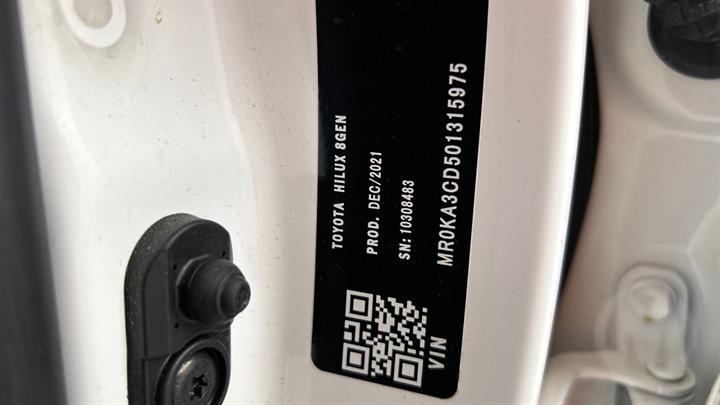 TOYOTA HILUX 8GEN
PROD. DEC/2021
SN: 10308483
MR0KA3CD501315975
VIN